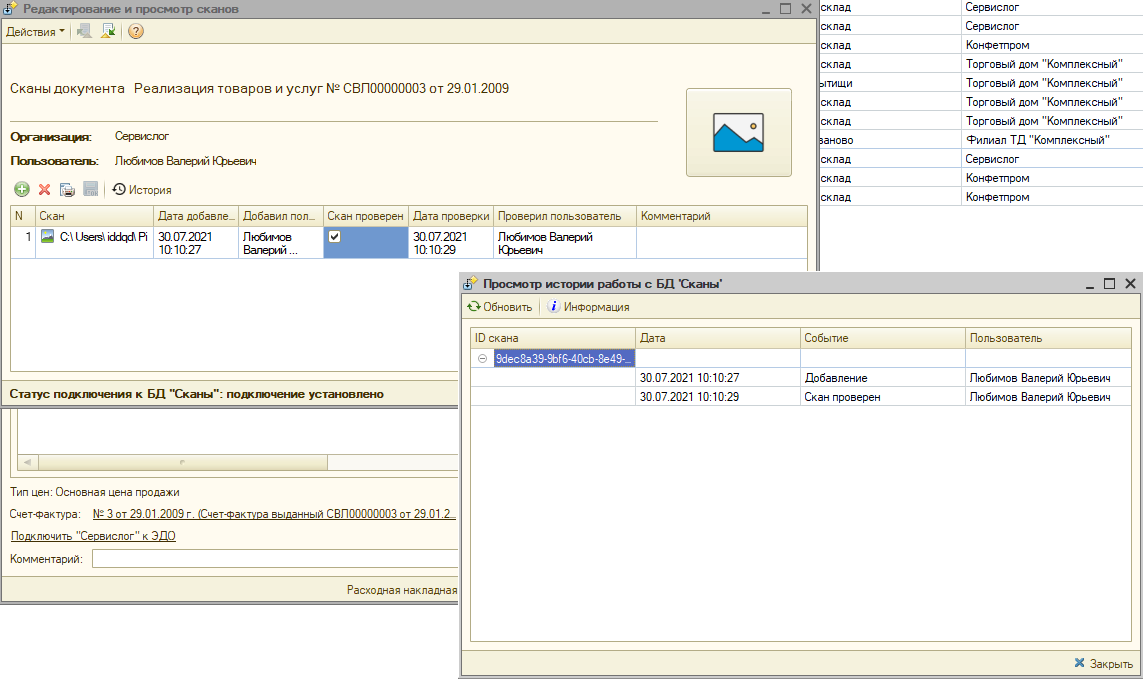 Редактирование и просмотр сканов
Действия
Сканы документа Реализация товаров и услуг № СВЛ00000003 от 29.01.2009
Организация: Сервислог
Пользователь: Любимов Валерий Юрьевич
История
N Скан Дата добавле... Добавил пол... Скан проверен Дата проверки Проверил пользователь Комментарий
1 C:\Users\iddqd\Pi 30.07.2021 10:10:27 Любимов Валерий ... 30.07.2021 10:10:29 Любимов Валерий Юрьевич
Статус подключения к БД "Сканы": подключение установлено
Тип цен: Основная цена продажи
Счет-фактура: № 3 от 29.01.2009 г. (Счет-фактура выданный СВЛ00000003 от 29.01.2...
Подключить "Сервислог" к ЭДО
Комментарий:
Расходная накладная
склад Сервислог
склад Сервислог
склад Конфетпром
склад Торговый дом "Комплексный"
ытищи Торговый дом "Комплексный"
склад Торговый дом "Комплексный"
склад Торговый дом "Комплексный"
ваново Филиал ТД "Комплексный"
склад Сервислог
склад Конфетпром
склад Конфетпром
Просмотр истории работы с БД 'Сканы'
Обновить Информация
ID скана Дата Событие Пользователь
9dec8a39-9bf6-40cb-8e49-...
30.07.2021 10:10:27 Добавление Любимов Валерий Юрьевич
30.07.2021 10:10:29 Скан проверен Любимов Валерий Юрьевич
Закрыть